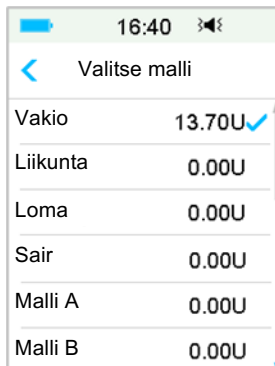 16:40
Valitse malli
Vakio 13.70U
Liikunta 0.00U
Loma 0.00U
Sair 0.00U
Malli A 0.00U
Malli B 0.00U